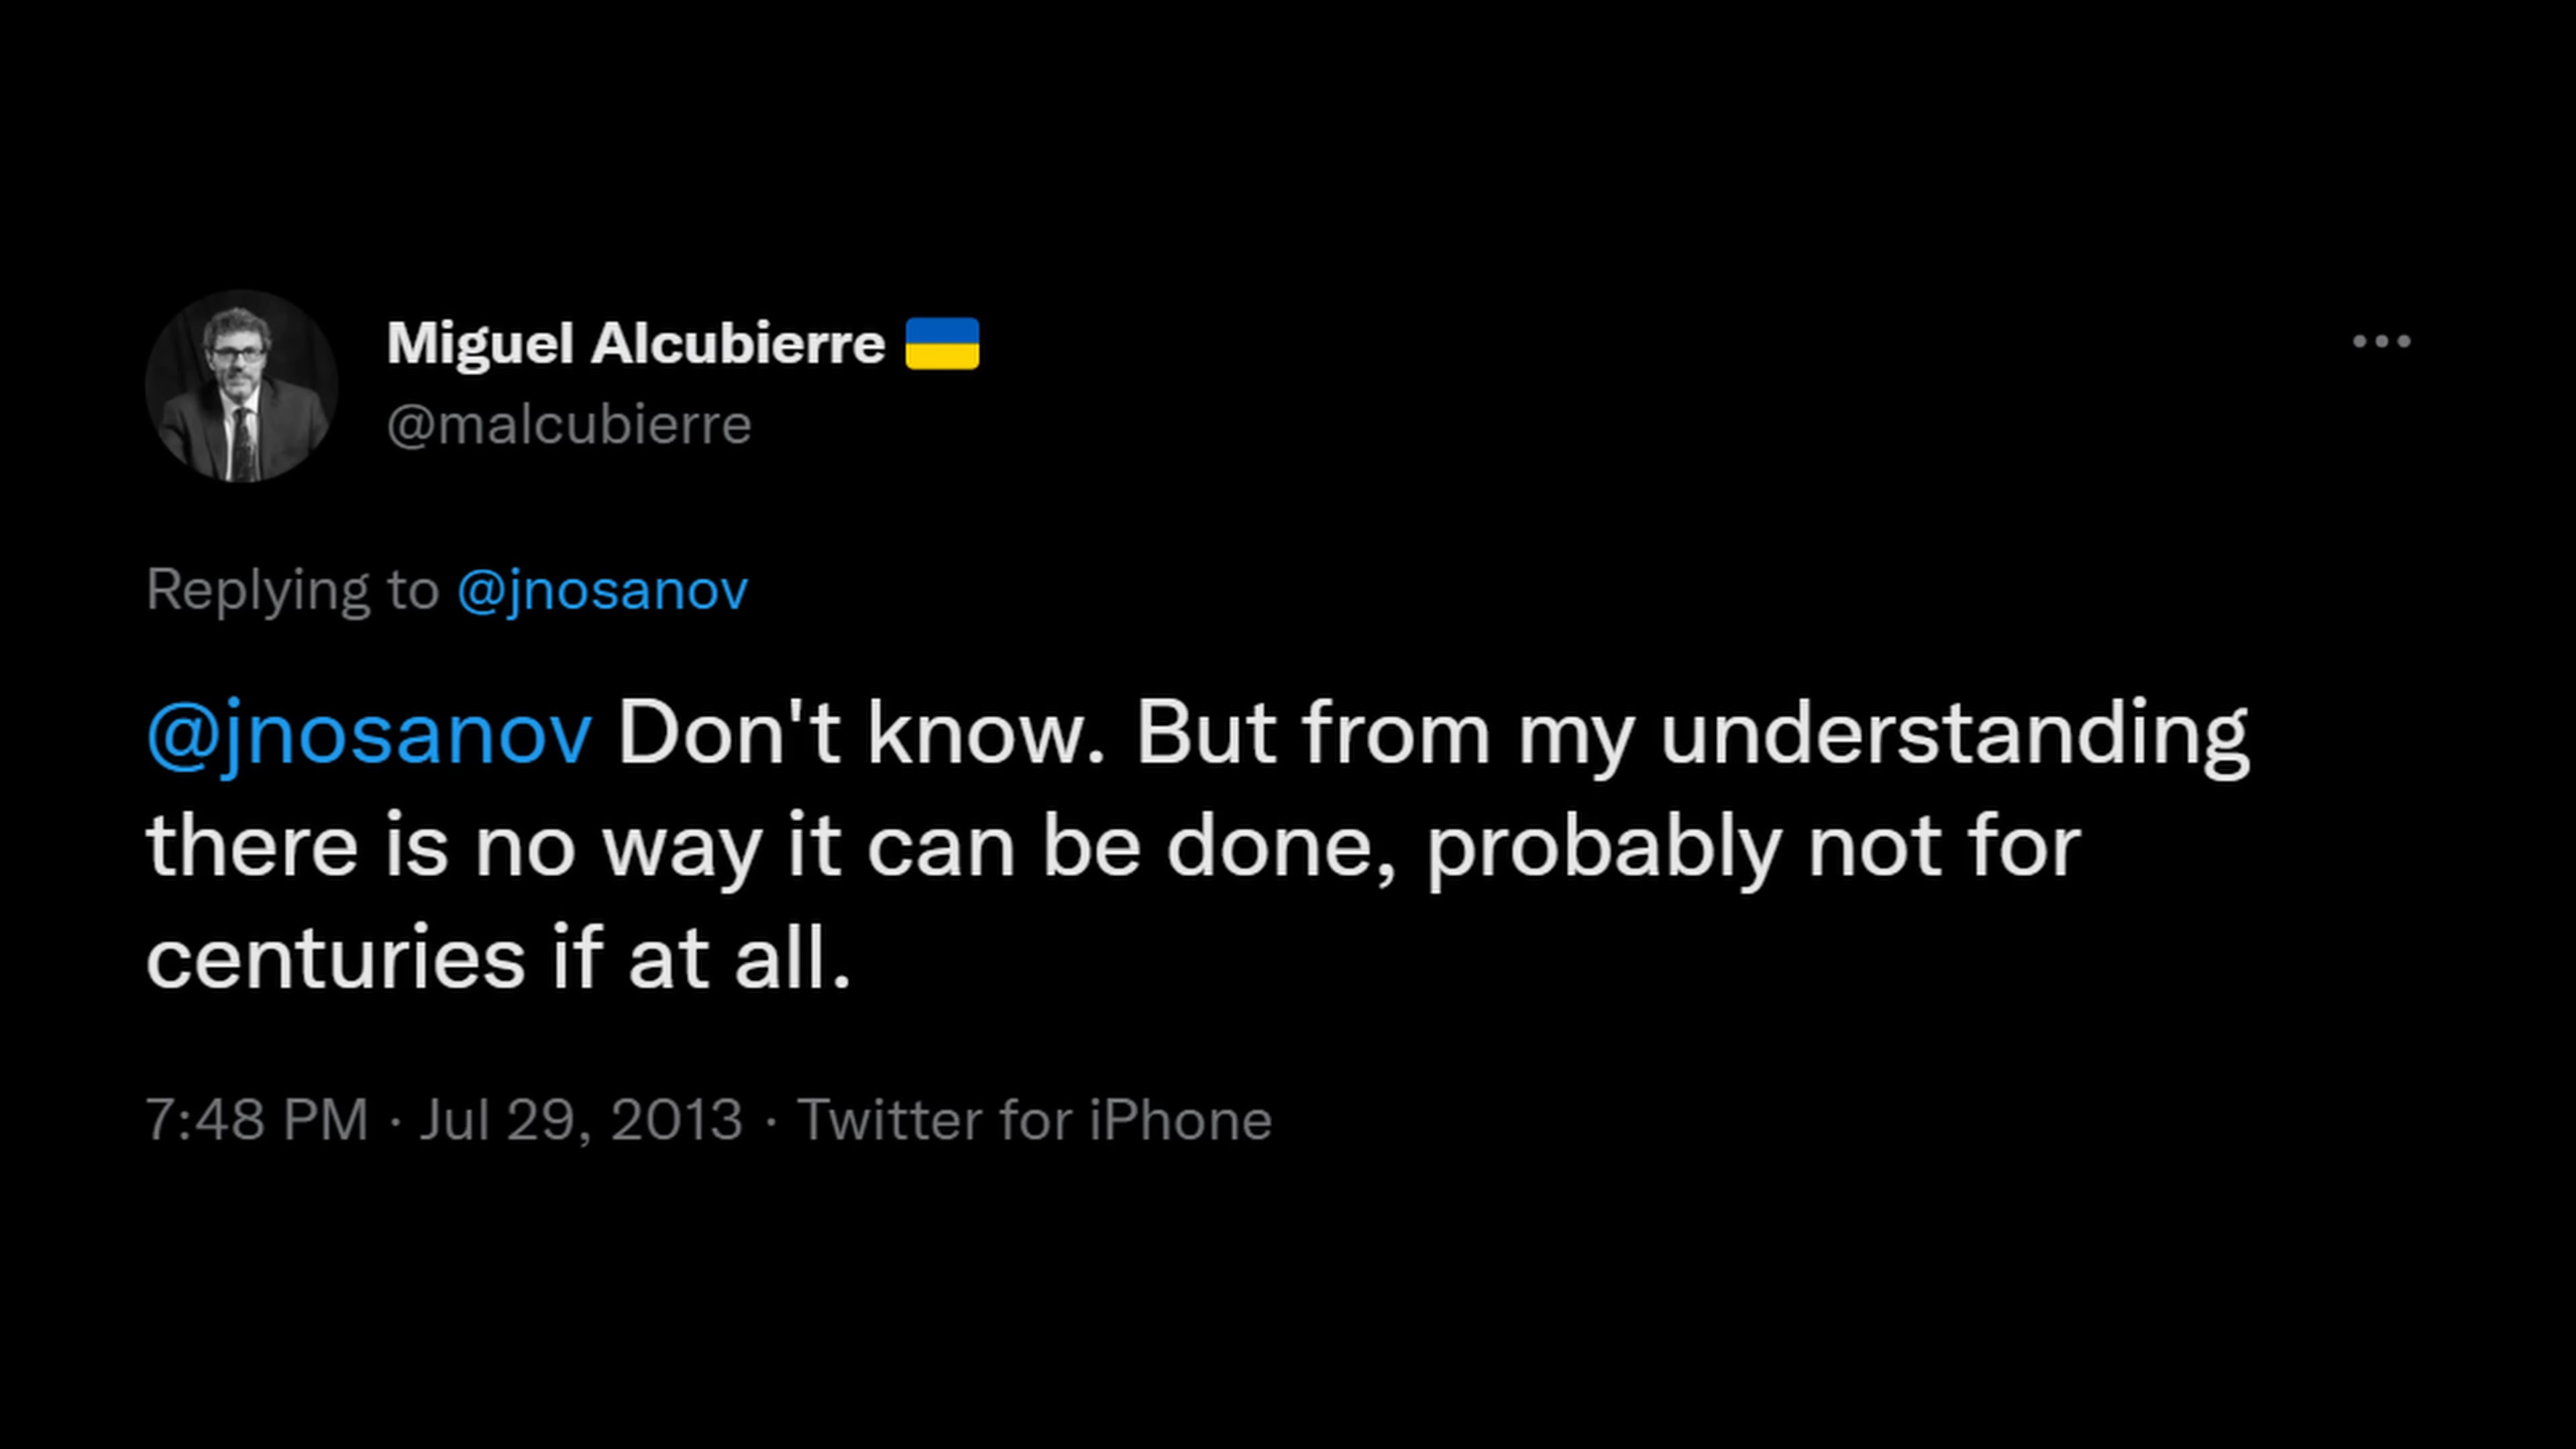 Miguel Alcubierre 🇺🇦
@malcubierre
Replying to @jnosanov
@jnosanov Don't know. But from my understanding
there is no way it can be done, probably not for
centuries if at all.
7:48 PM · Jul 29, 2013 · Twitter for iPhone